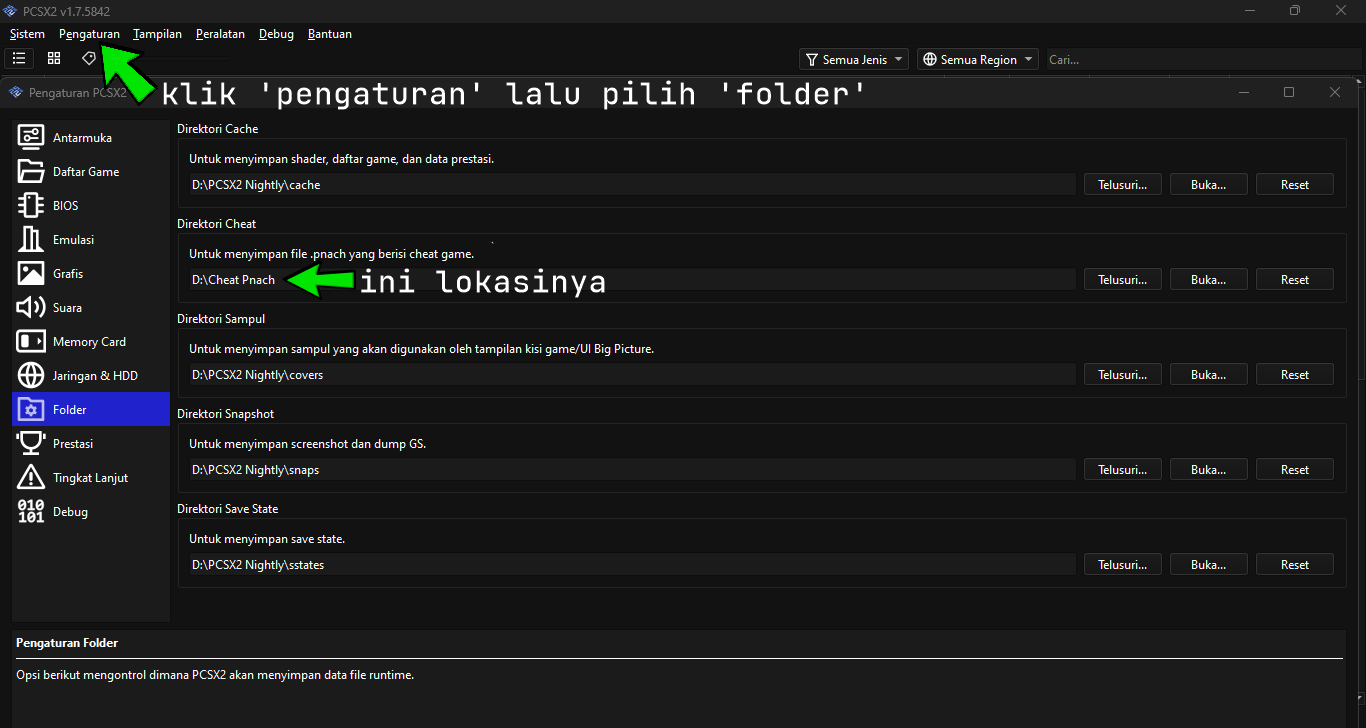 PCSX2 v1.7.5842
Sistem Pengaturan Tampilan Peralatan Debug Bantuan
Semua Jenis Semua Region Cari...
Pengaturan PCSX2
klik 'pengaturan' lalu pilih 'folder'
Antarmuka
Daftar Game
BIOS
Emulasi
Grafis
Suara
Memory Card
Jaringan & HDD
Folder
Prestasi
Tingkat Lanjut
010
101
Debug
Direktori Cache
Untuk menyimpan shader, daftar game, dan data prestasi.
D:\PCSX2 Nightly\cache Telusuri... Buka... Reset
Direktori Cheat
Untuk menyimpan file .pnach yang berisi cheat game.
D:\Cheat Pnach ini lokasinya Telusuri... Buka... Reset
Direktori Sampul
Untuk menyimpan sampul yang akan digunakan oleh tampilan kisi game/UI Big Picture.
D:\PCSX2 Nightly\covers Telusuri... Buka... Reset
Direktori Snapshot
Untuk menyimpan screenshot dan dump GS.
D:\PCSX2 Nightly\snaps Telusuri... Buka... Reset
Direktori Save State
Untuk menyimpan save state.
D:\PCSX2 Nightly\sstates Telusuri... Buka... Reset
Pengaturan Folder
Opsi berikut mengontrol dimana PCSX2 akan menyimpan data file runtime.